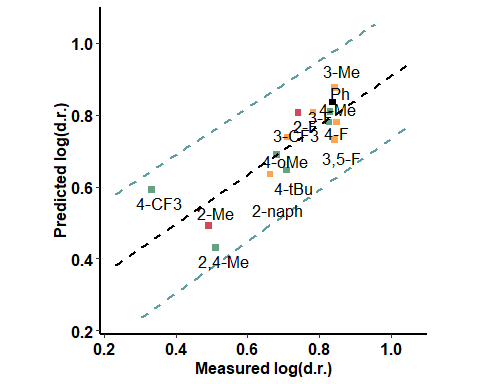 1.0
0.8
0.6
0.4
0.2
Predicted log(d.r.)
3-Me
Ph
4-Me
3-F
2-F
4-F
3-CF3
3,5-F
4-oMe
4-tBu
4-CF3
2-Me
2-naph
2,4-Me
0.2 0.4 0.6 0.8 1.0
Measured log(d.r.)